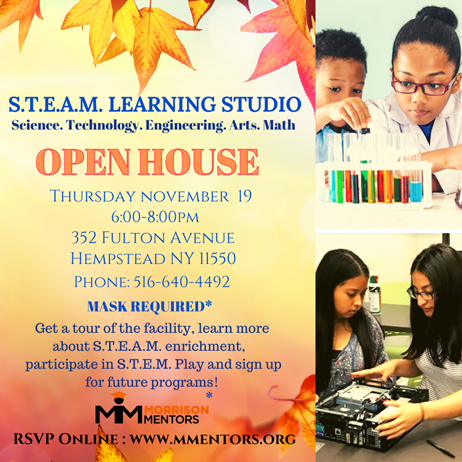 S.T.E.A.M. LEARNING STUDIO
Science. Technology. Engineering. Arts. Math
OPEN HOUSE
THURSDAY NOVEMBER 19
6:00-8:00PM
352 FULTON AVENUE
HEMPSTEAD NY 11550
PHONE: 516-640-4492
MASK REQUIRED*
Get a tour of the facility, learn more
about S.T.E.A.M. enrichment,
participate in S.T.E.M. Play and sign up
for future programs!
*
MM MORRISON
MENTORS
RSVP ONLINE : WWW.MMENTORS.ORG